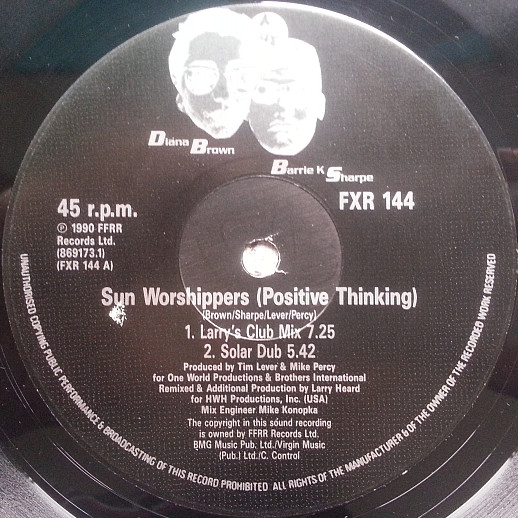 A
Diana Brown
Barrie K Sharpe
45 r.p.m.
FXR 144
℗ 1990 FFRR
Records Ltd.
(869173.1)
(FXR 144 A)
Sun Worshippers (Positive Thinking)
(Brown/Sharpe/Lever/Percy)
1. Larry's Club Mix 7.25
2. Solar Dub 5.42
Produced by Tim Lever & Mike Percy
for One World Productions & Brothers International
Remixed & Additional Production by Larry Heard
for HWH Productions, Inc. (USA)
Mix Engineer Mike Konopka
The copyright in this sound recording
is owned by FFRR Records Ltd.
BMG Music Pub. Ltd./Virgin Music
(Pub.) Ltd./C. Control
UNAUTHORISED COPYING PUBLIC PERFORMANCE & BROADCASTING OF THIS RECORD PROHIBITED ALL RIGHTS OF THE MANUFACTURER & OF THE OWNER OF THE RECORDED WORK RESERVED